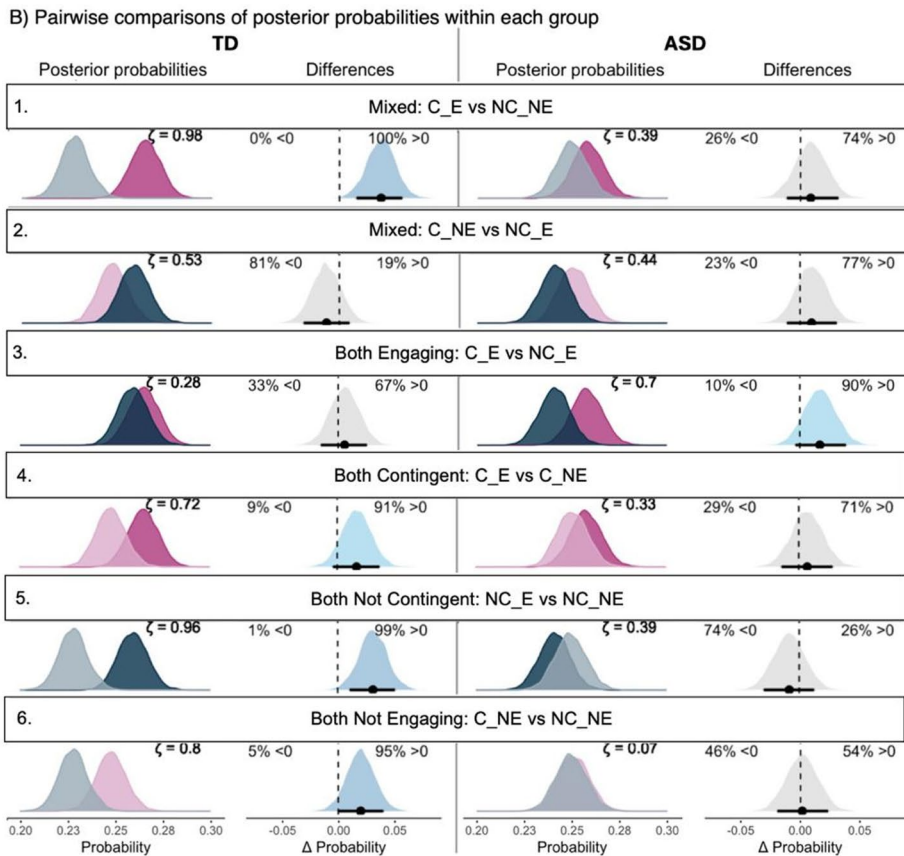 B) Pairwise comparisons of posterior probabilities within each group
TD ASD
Posterior probabilities Differences Posterior probabilities Differences
1. Mixed: C_E vs NC_NE
ζ = 0.98 0% <0 100% >0 ζ = 0.39 26% <0 74% >0
2. Mixed: C_NE vs NC_E
ζ = 0.53 81% <0 19% >0 ζ = 0.44 23% <0 77% >0
3. Both Engaging: C_E vs NC_E
ζ = 0.28 33% <0 67% >0 ζ = 0.7 10% <0 90% >0
4. Both Contingent: C_E vs C_NE
ζ = 0.72 9% <0 91% >0 ζ = 0.33 29% <0 71% >0
5. Both Not Contingent: NC_E vs NC_NE
ζ = 0.96 1% <0 99% >0 ζ = 0.39 74% <0 26% >0
6. Both Not Engaging: C_NE vs NC_NE
ζ = 0.8 5% <0 95% >0 ζ = 0.07 46% <0 54% >0
0.20 0.23 0.25 0.28 0.30 -0.05 0.00 0.05 0.20 0.23 0.25 0.28 0.30 -0.05 0.00 0.05
Probability Δ Probability Probability Δ Probability